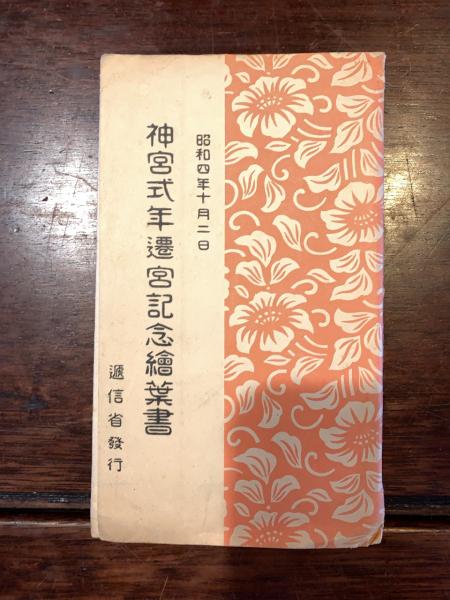 昭和四年十月二日
神宮式年遷宮記念繪葉書
遞信省發行